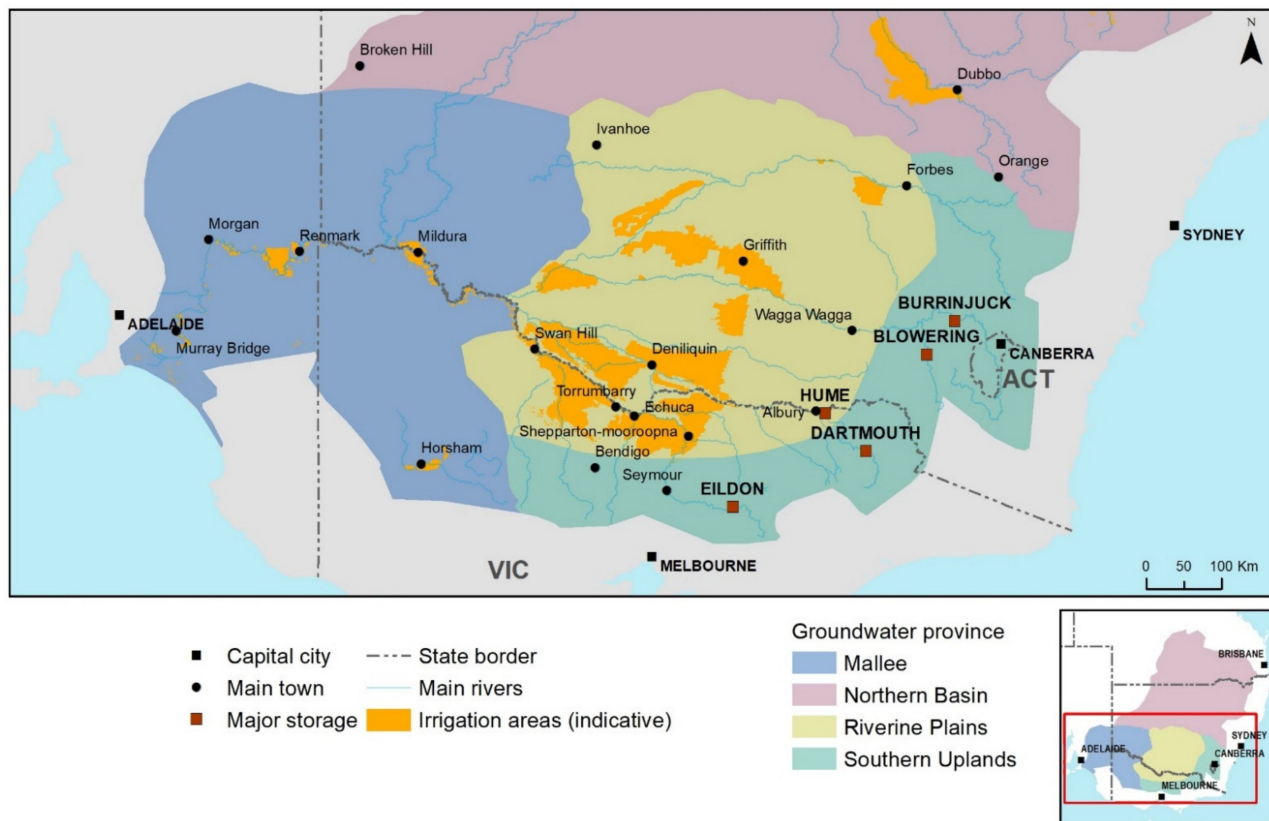 N
Broken Hill
Dubbo
Ivanhoe
Forbes
Orange
Morgan
Renmark
Mildura
Griffith
SYDNEY
ADELAIDE
Murray Bridge
Swan Hill
Deniliquin
Wagga Wagga
BURRINJUCK
BLOWERING
CANBERRA
ACT
Torrumbarry
Echuca
Albury
HUME
Shepparton-mooroopna
DARTMOUTH
Horsham
Bendigo
Seymour
EILDON
VIC
MELBOURNE
0 50 100 Km
Capital city
Main town
Major storage
State border
Main rivers
Irrigation areas (indicative)
Groundwater province
Mallee
Northern Basin
Riverine Plains
Southern Uplands
BRISBANE
SYDNEY
ADELAIDE
CANBERRA
MELBOURNE